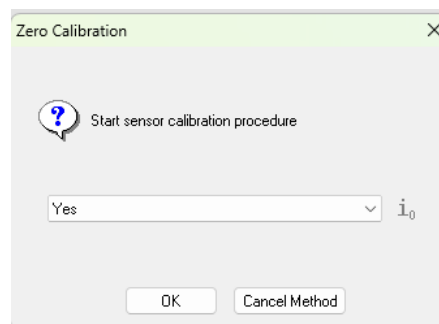 Zero Calibration
Start sensor calibration procedure
Yes
i₀
OK Cancel Method